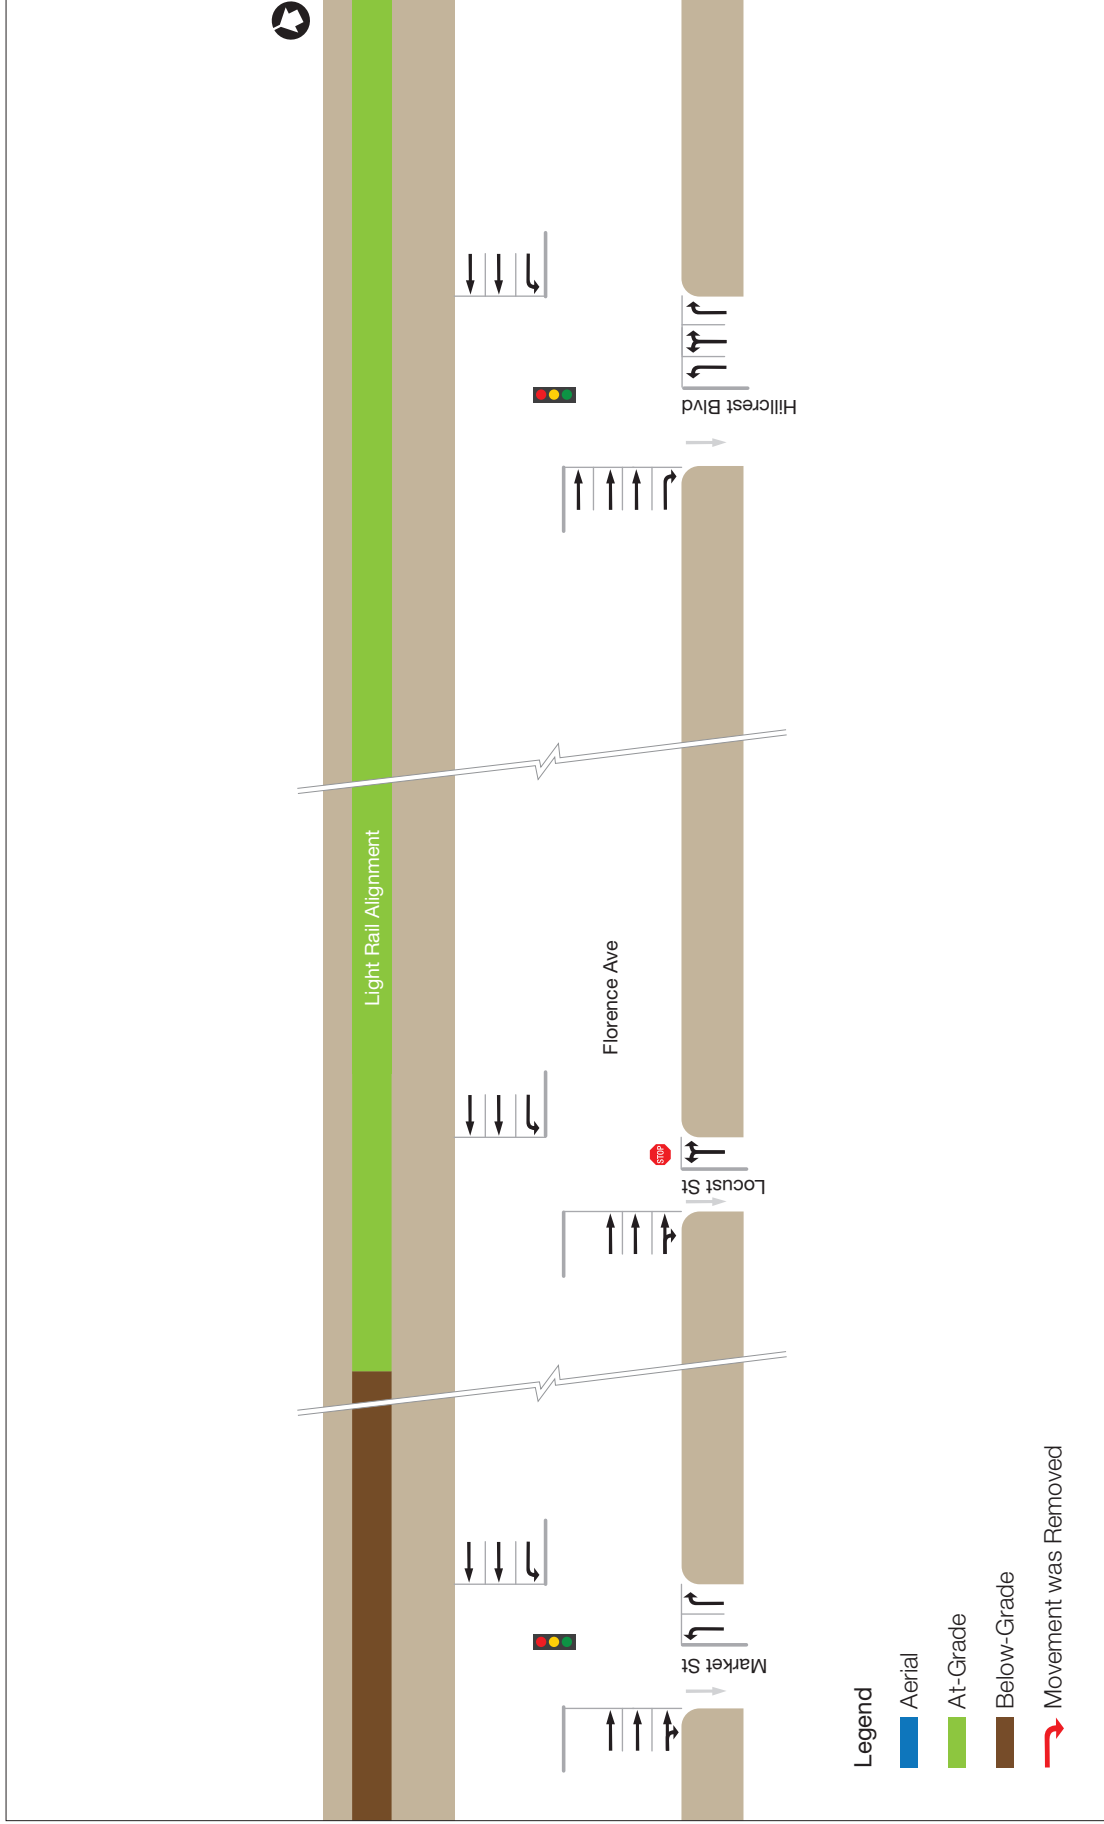 Light Rail Alignment
Florence Ave
Market St
STOP
Locust St
Hillcrest Blvd
Legend
Aerial
At-Grade
Below-Grade
Movement was Removed